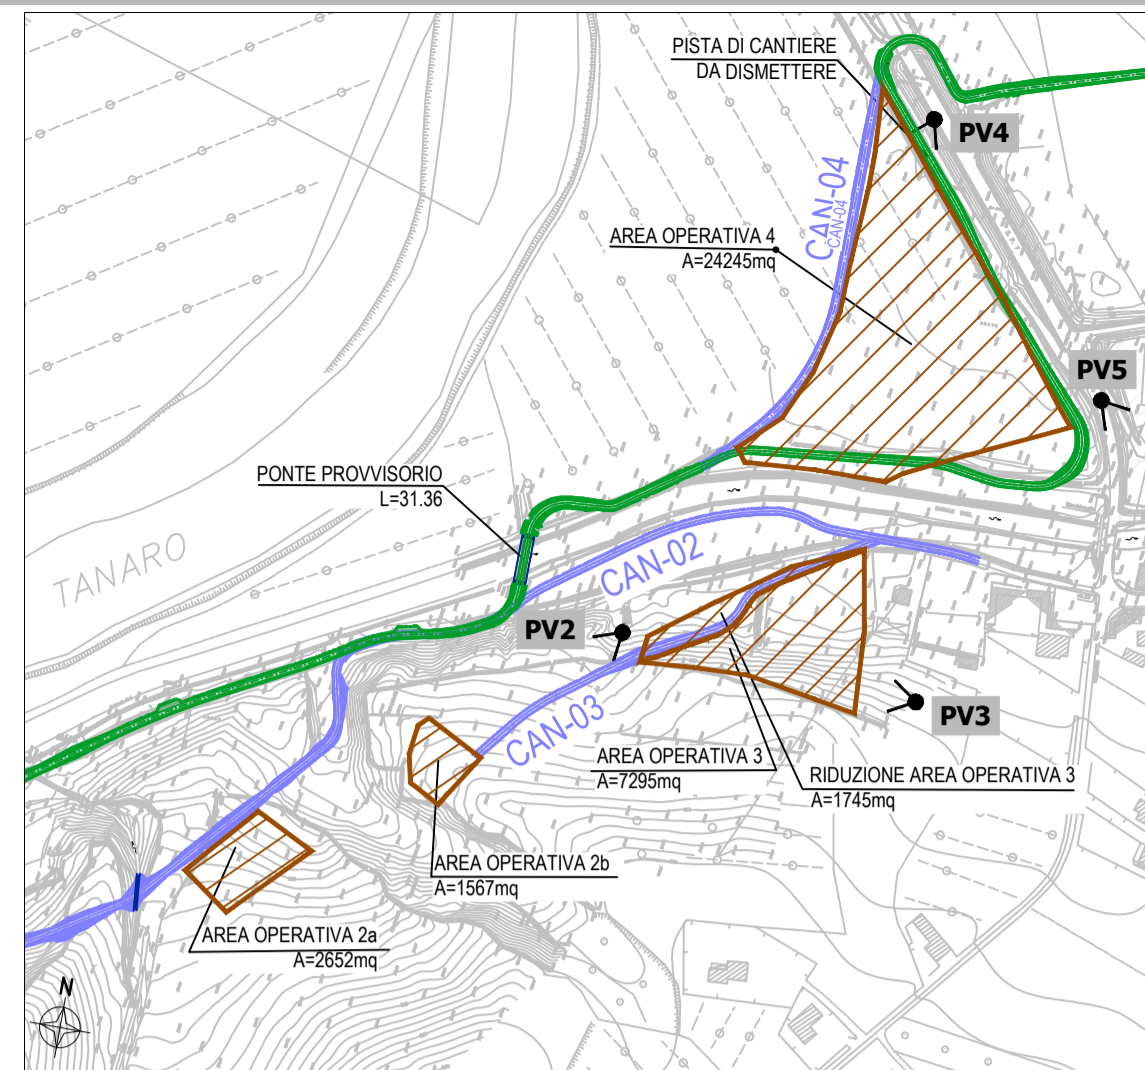 PISTA DI CANTIERE
DA DISMETTERE
PV4
CAN-04
CAN-04
AREA OPERATIVA 4
A=24245mq
PV5
PONTE PROVVISORIO
L=31.36
TANARO
CAN-02
PV2
PV3
CAN-03
AREA OPERATIVA 3
A=7295mq
RIDUZIONE AREA OPERATIVA 3
A=1745mq
AREA OPERATIVA 2b
A=1567mq
AREA OPERATIVA 2a
A=2652mq
N